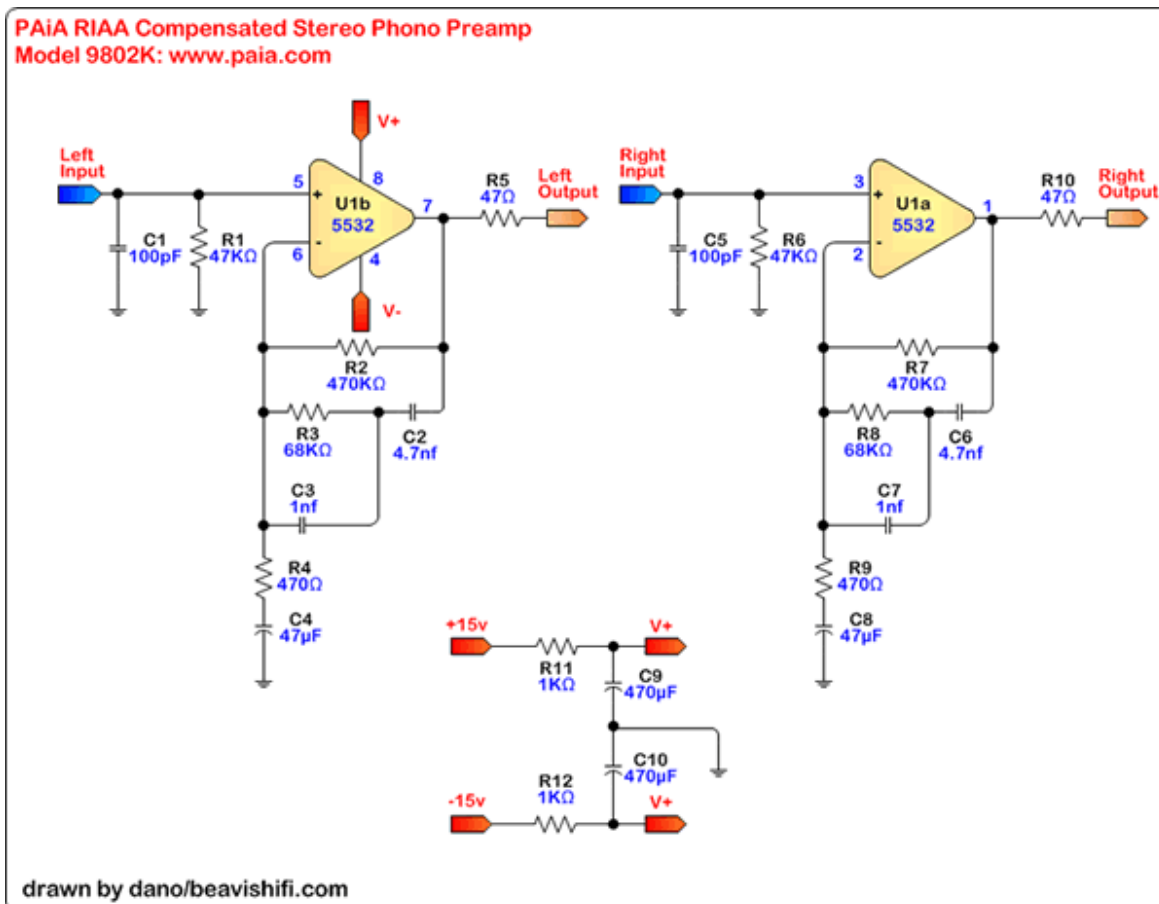 PAiA RIAA Compensated Stereo Phono Preamp
Model 9802K: www.paia.com
Left
Input
C1
100pF
R1
47KΩ
5
+
6
-
U1b
5532
8
V+
4
V-
7
R5
47Ω
Left
Output
R2
470KΩ
R3
68KΩ
C2
4.7nf
C3
1nf
R4
470Ω
C4
47µF
Right
Input
C5
100pF
R6
47KΩ
3
+
2
-
U1a
5532
1
R10
47Ω
Right
Output
R7
470KΩ
R8
68KΩ
C6
4.7nf
C7
1nf
R9
470Ω
C8
47µF
+15v
R11
1KΩ
V+
C9
470µF
C10
470µF
-15v
R12
1KΩ
V+
drawn by dano/beavishifi.com